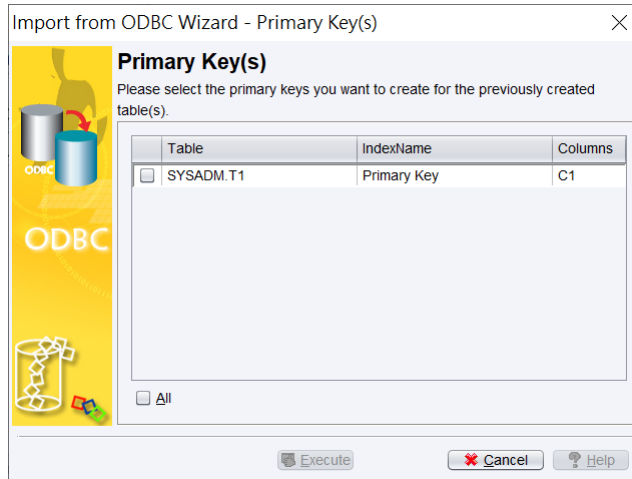 Import from ODBC Wizard - Primary Key(s)
Primary Key(s)
Please select the primary keys you want to create for the previously created
table(s).
Table IndexName Columns
SYSADM.T1 Primary Key C1
ODBC
ODBC
All
Execute Cancel Help